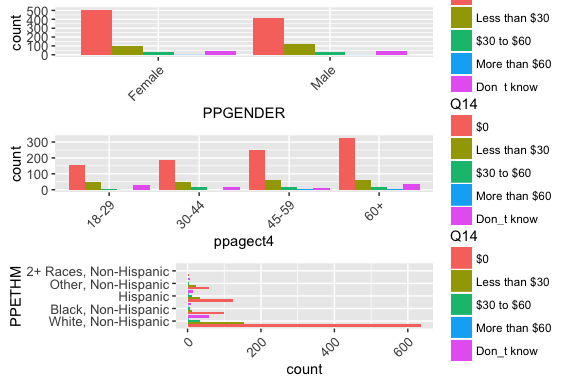 500
400
300
200
100
0
count
Female
Male
PPGENDER
Less than $30
$30 to $60
More than $60
Don_t know
300
200
100
0
count
18-29
30-44
45-59
60+
ppagect4
Q14
$0
Less than $30
$30 to $60
More than $60
Don_t know
2+ Races, Non-Hispanic
Other, Non-Hispanic
Hispanic
Black, Non-Hispanic
White, Non-Hispanic
PPETHM
0
200
400
600
count
Q14
$0
Less than $30
$30 to $60
More than $60
Don_t know